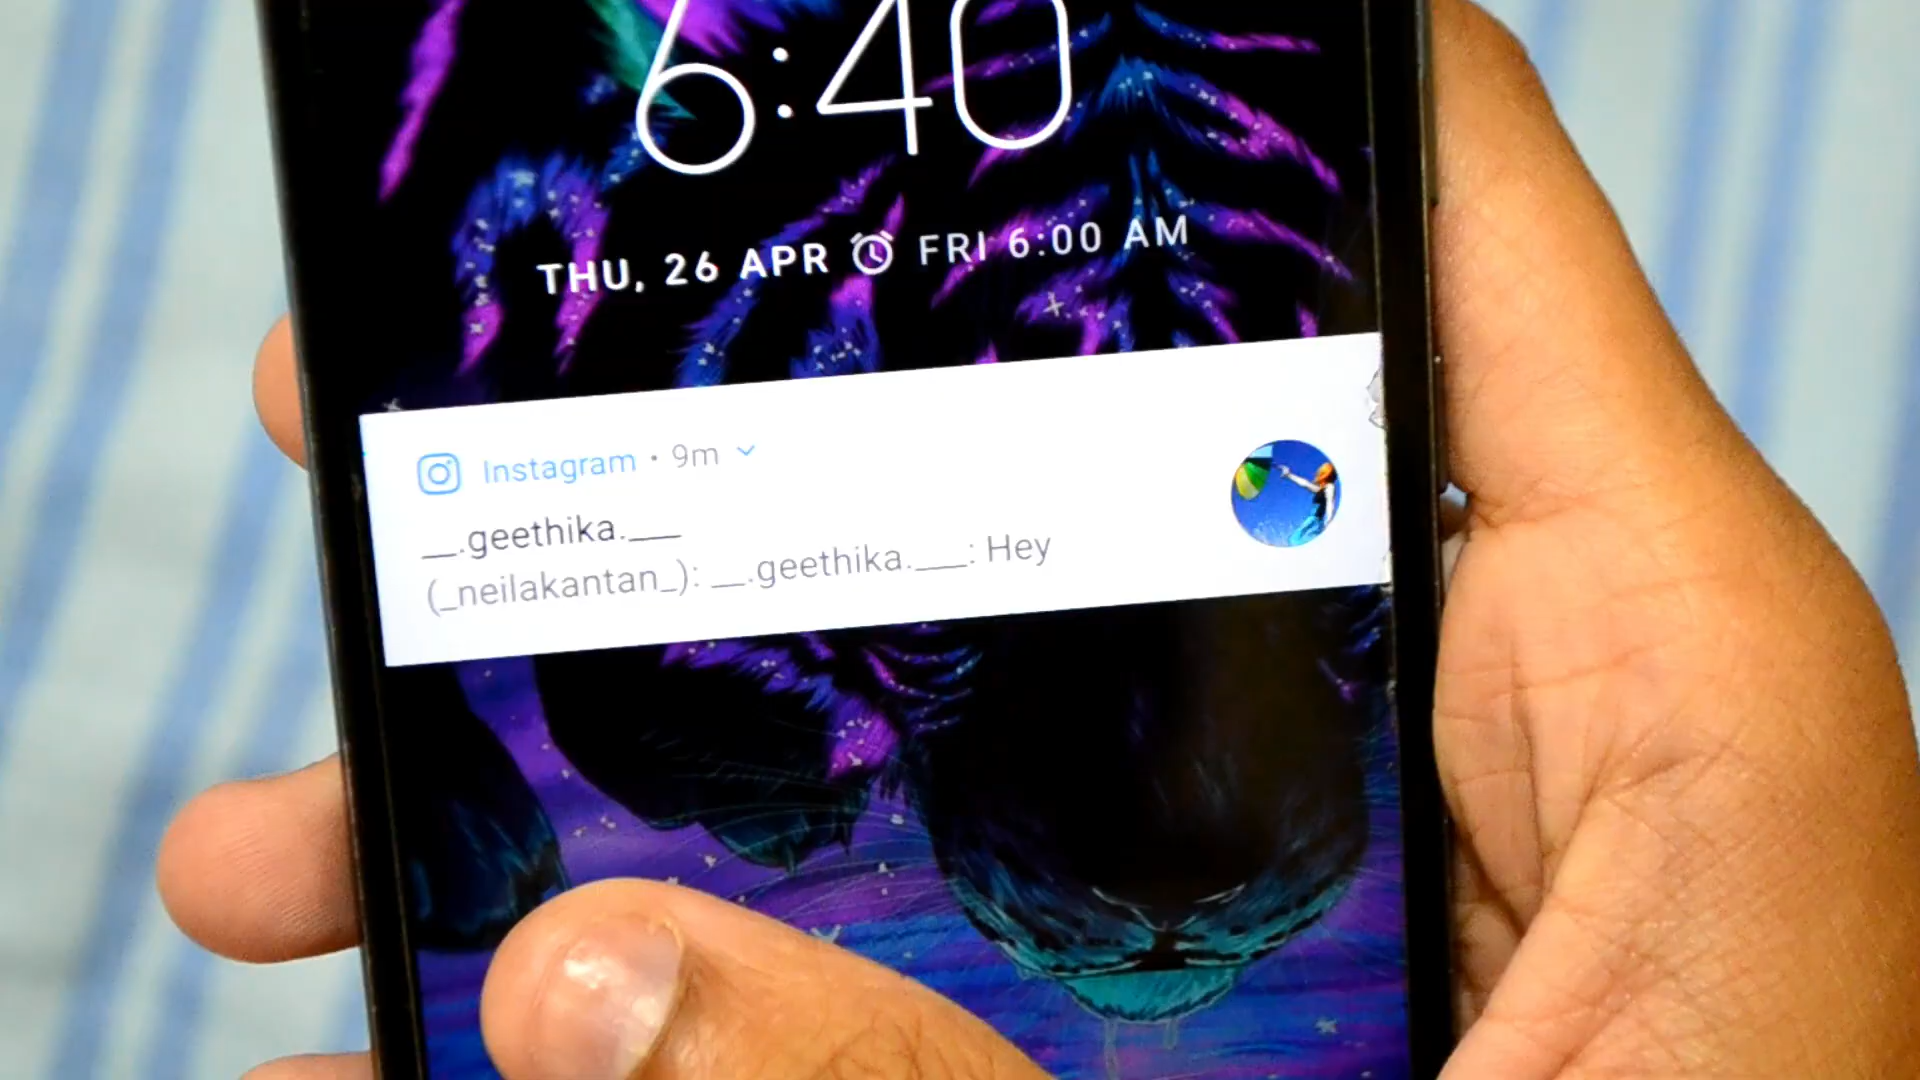 6:40
THU, 26 APR FRI 6:00 AM
Instagram • 9m
__.geethika.___
(_neilakantan_): __.geethika.___: Hey